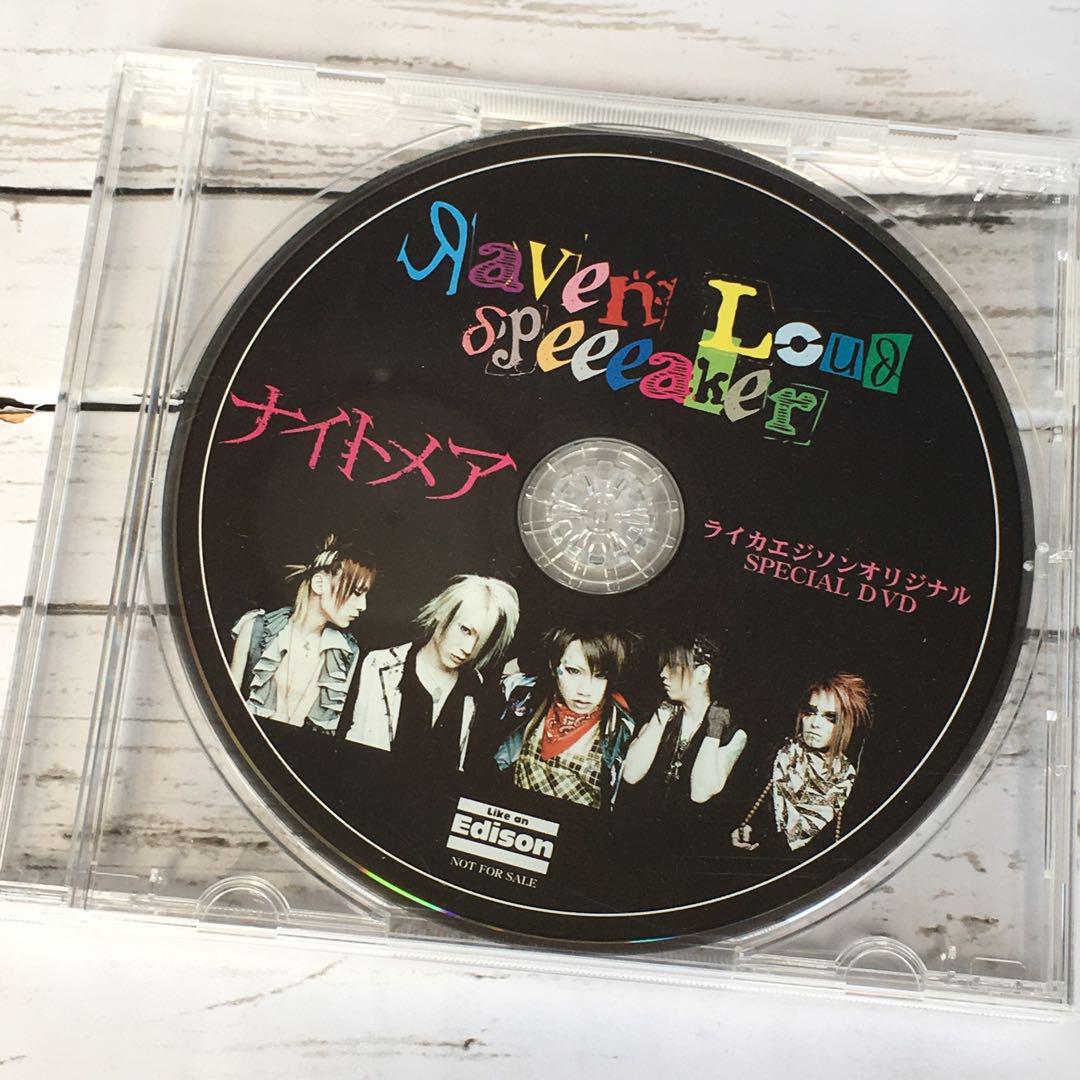 Raven Loud
speeeaker
ナイトメア
ライカエジソンオリジナル
SPECIAL DVD
Like an
Edison
NOT FOR SALE